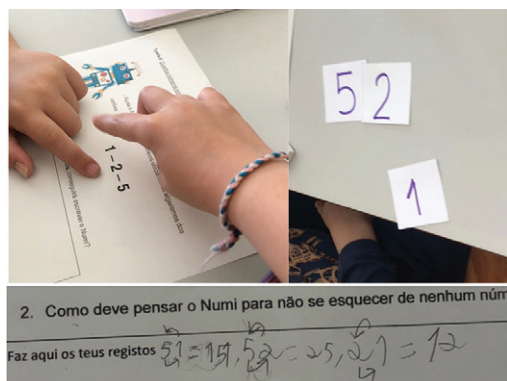 1 – 2 – 5
5 2
1
2. Como deve pensar o Numi para não se esquecer de nenhum núm
Faz aqui os teus registos 51 = 15, 52 = 25, 21 = 12